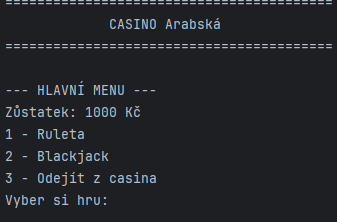 =========================================
CASINO Arabská
=========================================
--- HLAVNÍ MENU ---
Zůstatek: 1000 Kč
1 - Ruleta
2 - Blackjack
3 - Odejít z casina
Vyber si hru: